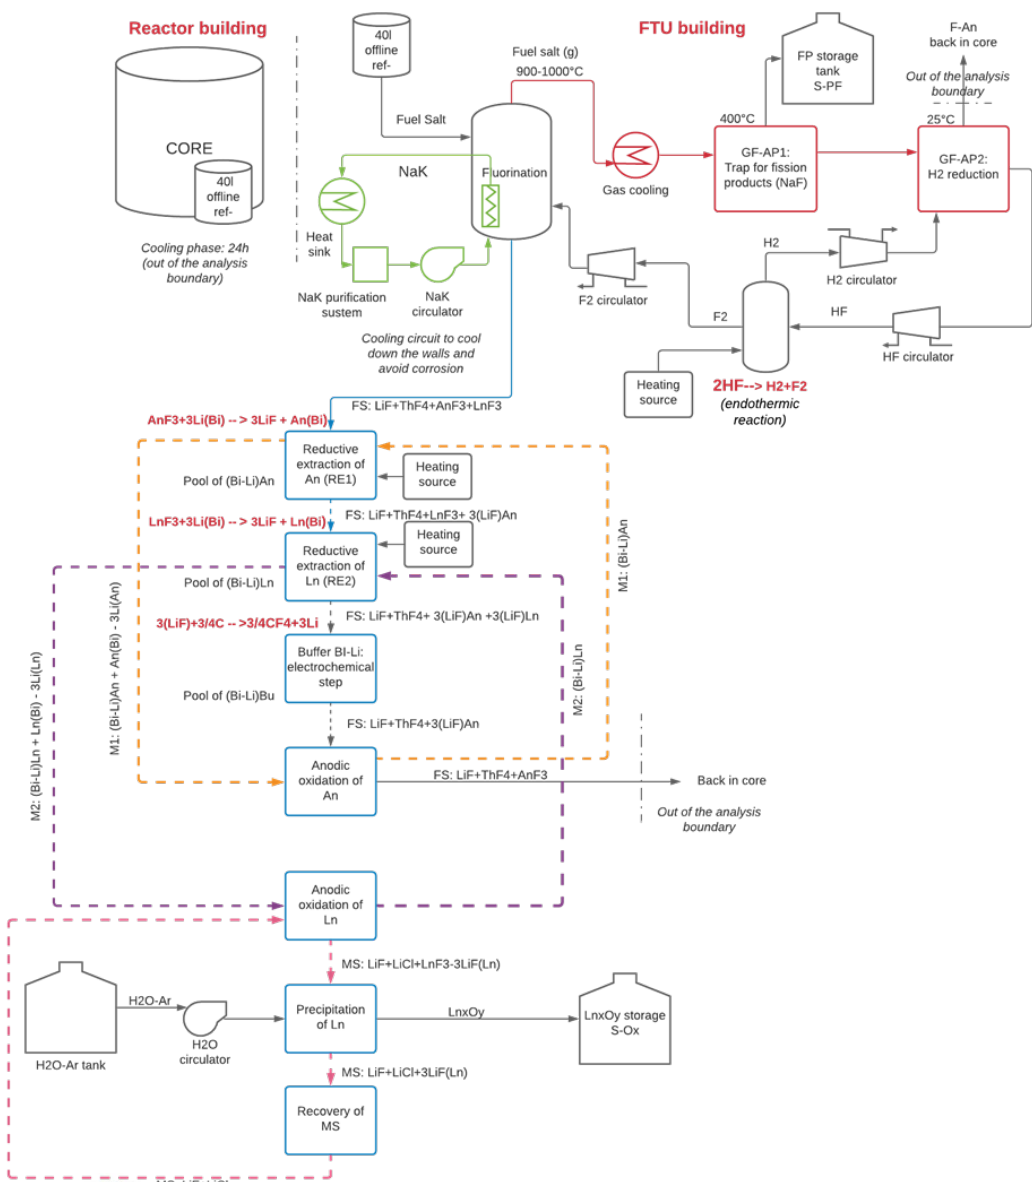 Reactor building
FTU building
CORE
40l
offline
ref-
Cooling phase: 24h
(out of the analysis
boundary)
40l
offline
ref-
Fuel Salt
Fuel salt (g)
900-1000°C
Fluorination
NaK
Heat
sink
NaK purification
sustem
NaK
circulator
Cooling circuit to cool
down the walls and
avoid corrosion
Gas cooling
400°C
FP storage
tank
S-PF
GF-AP1:
Trap for fission
products (NaF)
F-An
back in core
Out of the analysis
boundary
25°C
GF-AP2:
H2 reduction
H2
H2 circulator
F2 circulator
F2
HF
HF circulator
Heating
source
2HF--> H2+F2
(endothermic
reaction)
FS: LiF+ThF4+AnF3+LnF3
AnF3+3Li(Bi) -- > 3LiF + An(Bi)
Reductive
extraction of
An (RE1)
Pool of (Bi-Li)An
Heating
source
FS: LiF+ThF4+LnF3+ 3(LiF)An
LnF3+3Li(Bi) -- > 3LiF + Ln(Bi)
Reductive
extraction of
Ln (RE2)
Pool of (Bi-Li)Ln
Heating
source
FS: LiF+ThF4+ 3(LiF)An +3(LiF)Ln
3(LiF)+3/4C -- >3/4CF4+3Li
Buffer BI-Li:
electrochemical
step
Pool of (Bi-Li)Bu
FS: LiF+ThF4+3(LiF)An
Anodic
oxidation of
An
FS: LiF+ThF4+AnF3
Back in core
Out of the analysis
boundary
M1: (Bi-Li)An
M2: (Bi-Li)Ln
M1: (Bi-Li)An + An(Bi) - 3Li(An)
M2: (Bi-Li)Ln + Ln(Bi) - 3Li(Ln)
Anodic
oxidation of
Ln
MS: LiF+LiCl+LnF3-3LiF(Ln)
H2O-Ar tank
H2O-Ar
H2O
circulator
Precipitation
of Ln
LnxOy
LnxOy storage
S-Ox
MS: LiF+LiCl+3LiF(Ln)
Recovery of
MS